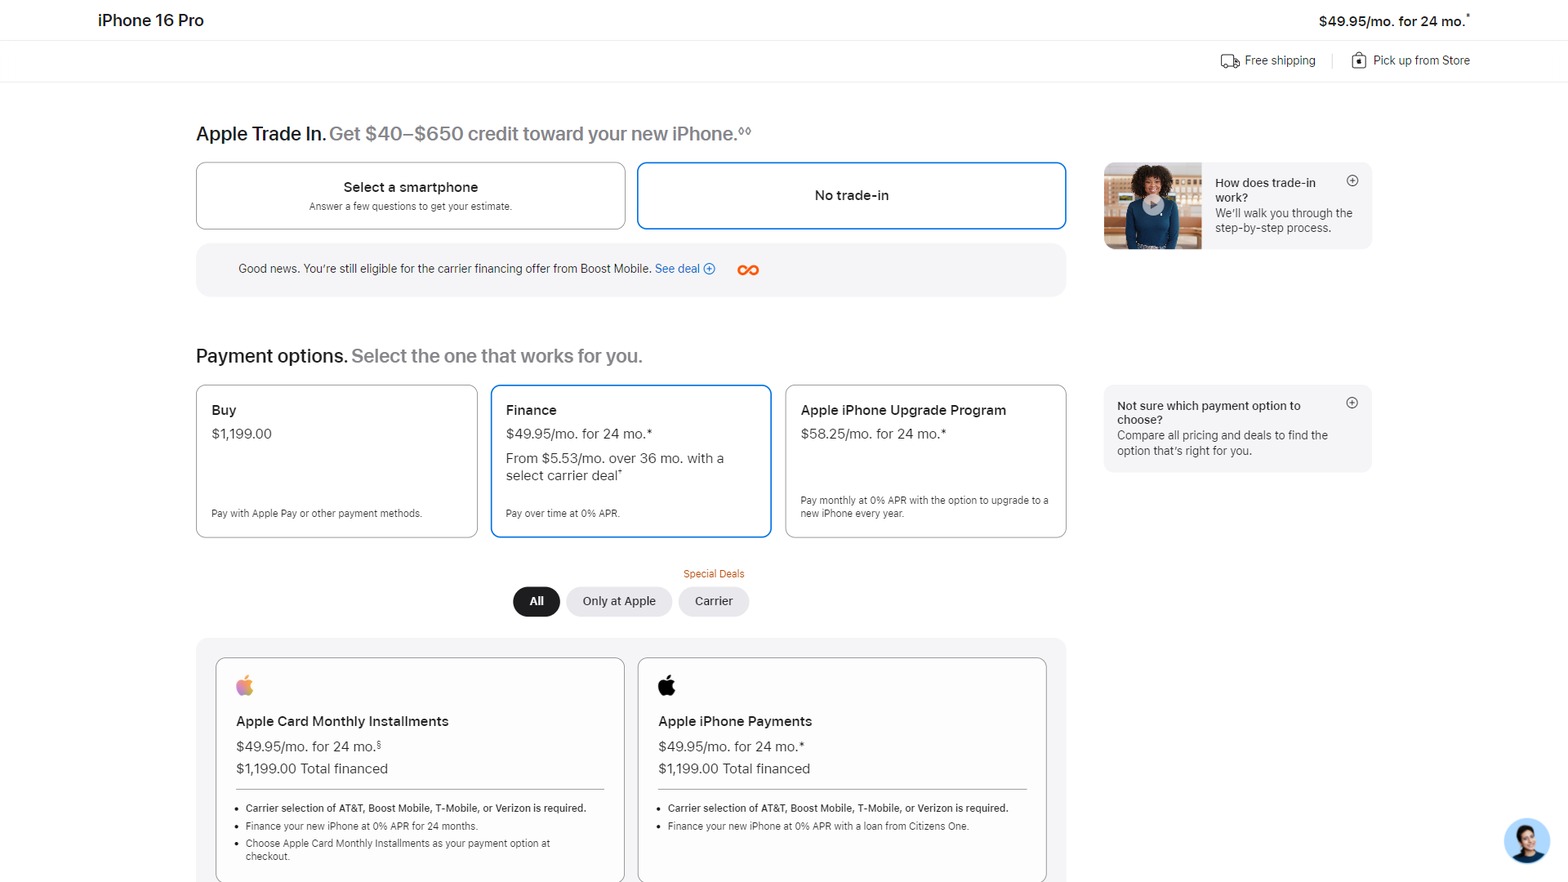 iPhone 16 Pro
$49.95/mo. for 24 mo.*
Free shipping
Pick up from Store
Apple Trade In. Get $40–$650 credit toward your new iPhone.◊◊
Select a smartphone
Answer a few questions to get your estimate.
No trade-in
How does trade-in
work?
We'll walk you through the
step-by-step process.
Good news. You're still eligible for the carrier financing offer from Boost Mobile. See deal
Payment options. Select the one that works for you.
Buy
$1,199.00
Pay with Apple Pay or other payment methods.
Finance
$49.95/mo. for 24 mo.*
From $5.53/mo. over 36 mo. with a
select carrier deal†
Pay over time at 0% APR.
Apple iPhone Upgrade Program
$58.25/mo. for 24 mo.*
Pay monthly at 0% APR with the option to upgrade to a
new iPhone every year.
Not sure which payment option to
choose?
Compare all pricing and deals to find the
option that's right for you.
Special Deals
All
Only at Apple
Carrier
Apple Card Monthly Installments
$49.95/mo. for 24 mo.§
$1,199.00 Total financed
• Carrier selection of AT&T, Boost Mobile, T-Mobile, or Verizon is required.
• Finance your new iPhone at 0% APR for 24 months.
• Choose Apple Card Monthly Installments as your payment option at
checkout.
Apple iPhone Payments
$49.95/mo. for 24 mo.*
$1,199.00 Total financed
• Carrier selection of AT&T, Boost Mobile, T-Mobile, or Verizon is required.
• Finance your new iPhone at 0% APR with a loan from Citizens One.